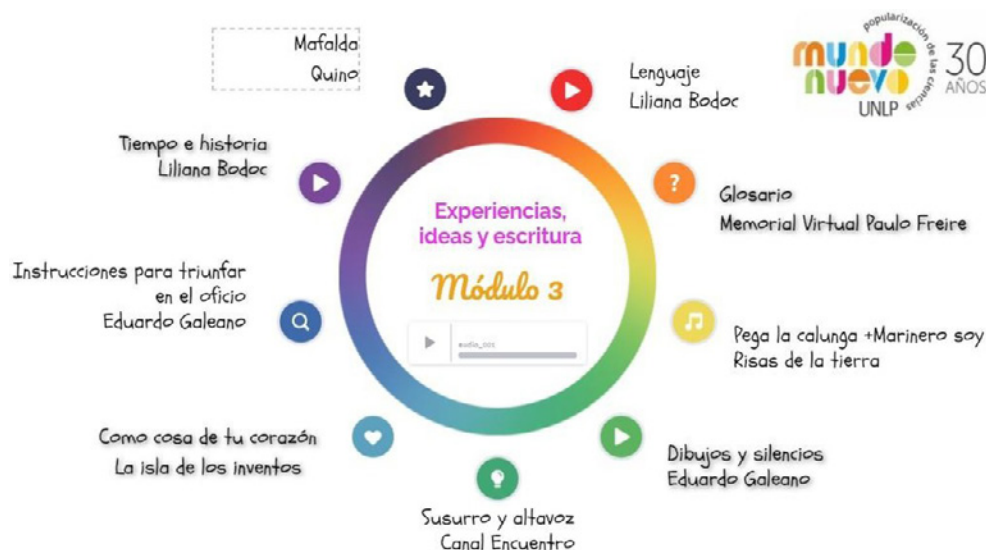 Mafalda
Quino
Lenguaje
Liliana Bodoc
mundo
nuevo
UNLP
popularización de las ciencias
30
AÑOS
Tiempo e historia
Liliana Bodoc
Glosario
Memorial Virtual Paulo Freire
Experiencias,
ideas y escritura
Módulo 3
audio_001
Instrucciones para triunfar
en el oficio
Eduardo Galeano
Pega la calunga +Marinero soy
Risas de la tierra
Como cosa de tu corazón
La isla de los inventos
Dibujos y silencios
Eduardo Galeano
Susurro y altavoz
Canal Encuentro